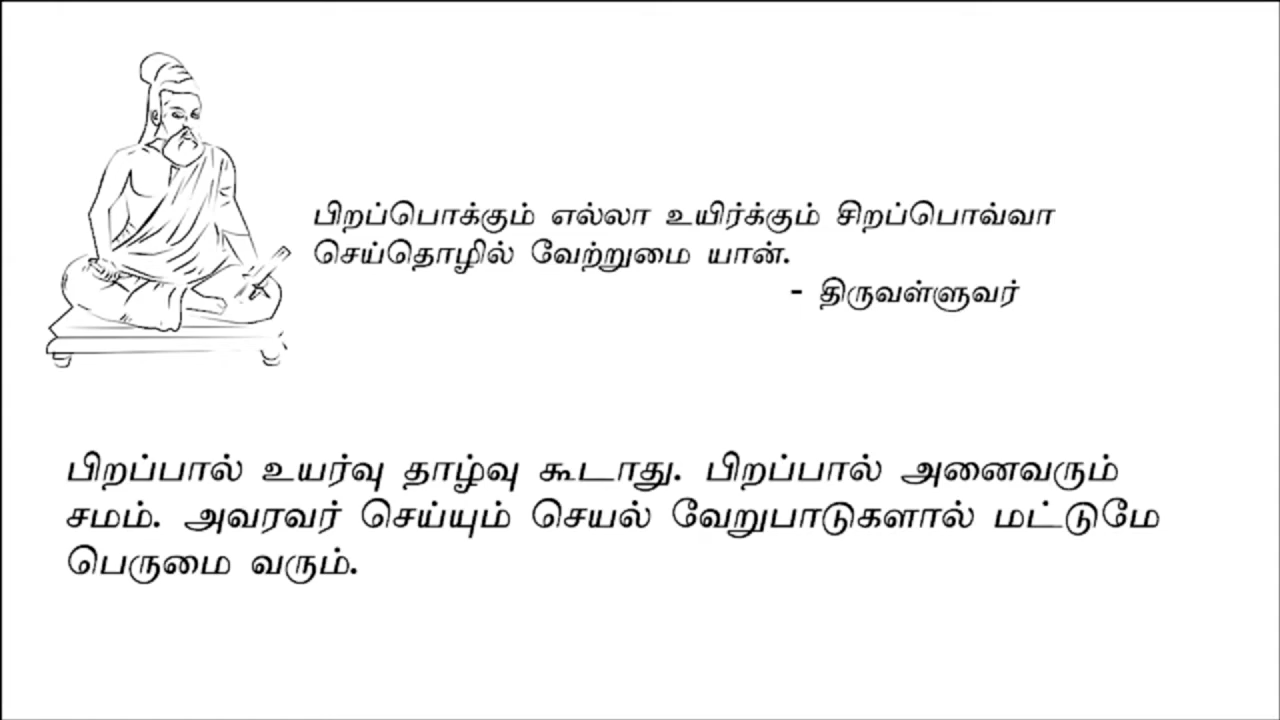 பிறப்பொக்கும் எல்லா உயிர்க்கும் சிறப்பொவ்வா
செய்தொழில் வேற்றுமை யான்.
- திருவள்ளுவர்
பிறப்பால் உயர்வு தாழ்வு கூடாது. பிறப்பால் அனைவரும்
சமம். அவரவர் செய்யும் செயல் வேறுபாடுகளால் மட்டுமே
பெருமை வரும்.